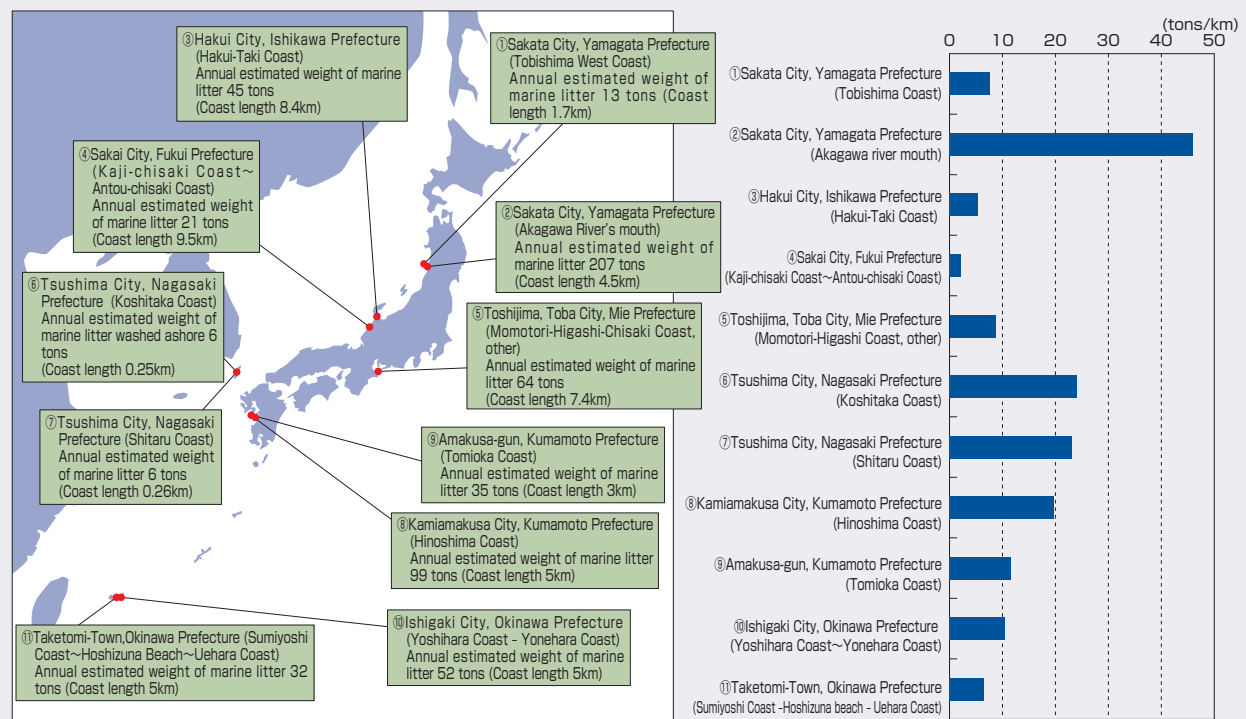 ③Hakui City, Ishikawa Prefecture
(Hakui-Taki Coast)
Annual estimated weight of marine
litter 45 tons
(Coast length 8.4km)
①Sakata City, Yamagata Prefecture
(Tobishima West Coast)
Annual estimated weight of
marine litter 13 tons (Coast
length 1.7km)
④Sakai City, Fukui Prefecture
(Kaji-chisaki Coast~
Antou-chisaki Coast)
Annual estimated weight
of marine litter 21 tons
(Coast length 9.5km)
②Sakata City, Yamagata Prefecture
(Akagawa River's mouth)
Annual estimated weight of
marine litter 207 tons
(Coast length 4.5km)
⑥Tsushima City, Nagasaki
Prefecture (Koshitaka Coast)
Annual estimated weight of
marine litter washed ashore 6
tons
(Coast length 0.25km)
⑤Toshijima, Toba City, Mie Prefecture
(Momotori-Higashi-Chisaki Coast,
other)
Annual estimated weight of marine
litter 64 tons
(Coast length 7.4km)
⑦Tsushima City, Nagasaki
Prefecture (Shitaru Coast)
Annual estimated weight
of marine litter 6 tons
(Coast length 0.26km)
⑨Amakusa-gun, Kumamoto Prefecture
(Tomioka Coast)
Annual estimated weight of marine
litter 35 tons (Coast length 3km)
⑧Kamiamakusa City, Kumamoto Prefecture
(Hinoshima Coast)
Annual estimated weight of marine litter
99 tons (Coast length 5km)
⑩Ishigaki City, Okinawa Prefecture
(Yoshihara Coast - Yonehara Coast)
Annual estimated weight of marine
litter 52 tons (Coast length 5km)
⑪Taketomi-Town,Okinawa Prefecture (Sumiyoshi
Coast~Hoshizuna Beach~Uehara Coast)
Annual estimated weight of marine litter 32
tons (Coast length 5km)
(tons/km)
0 10 20 30 40 50
①Sakata City, Yamagata Prefecture
(Tobishima Coast)
②Sakata City, Yamagata Prefecture
(Akagawa river mouth)
③Hakui City, Ishikawa Prefecture
(Hakui-Taki Coast)
④Sakai City, Fukui Prefecture
(Kaji-chisaki Coast~Antou-chisaki Coast)
⑤Toshijima, Toba City, Mie Prefecture
(Momotori-Higashi Coast, other)
⑥Tsushima City, Nagasaki Prefecture
(Koshitaka Coast)
⑦Tsushima City, Nagasaki Prefecture
(Shitaru Coast)
⑧Kamiamakusa City, Kumamoto Prefecture
(Hinoshima Coast)
⑨Amakusa-gun, Kumamoto Prefecture
(Tomioka Coast)
⑩Ishigaki City, Okinawa Prefecture
(Yoshihara Coast~Yonehara Coast)
⑪Taketomi-Town, Okinawa Prefecture
(Sumiyoshi Coast -Hoshizuna beach - Uehara Coast)